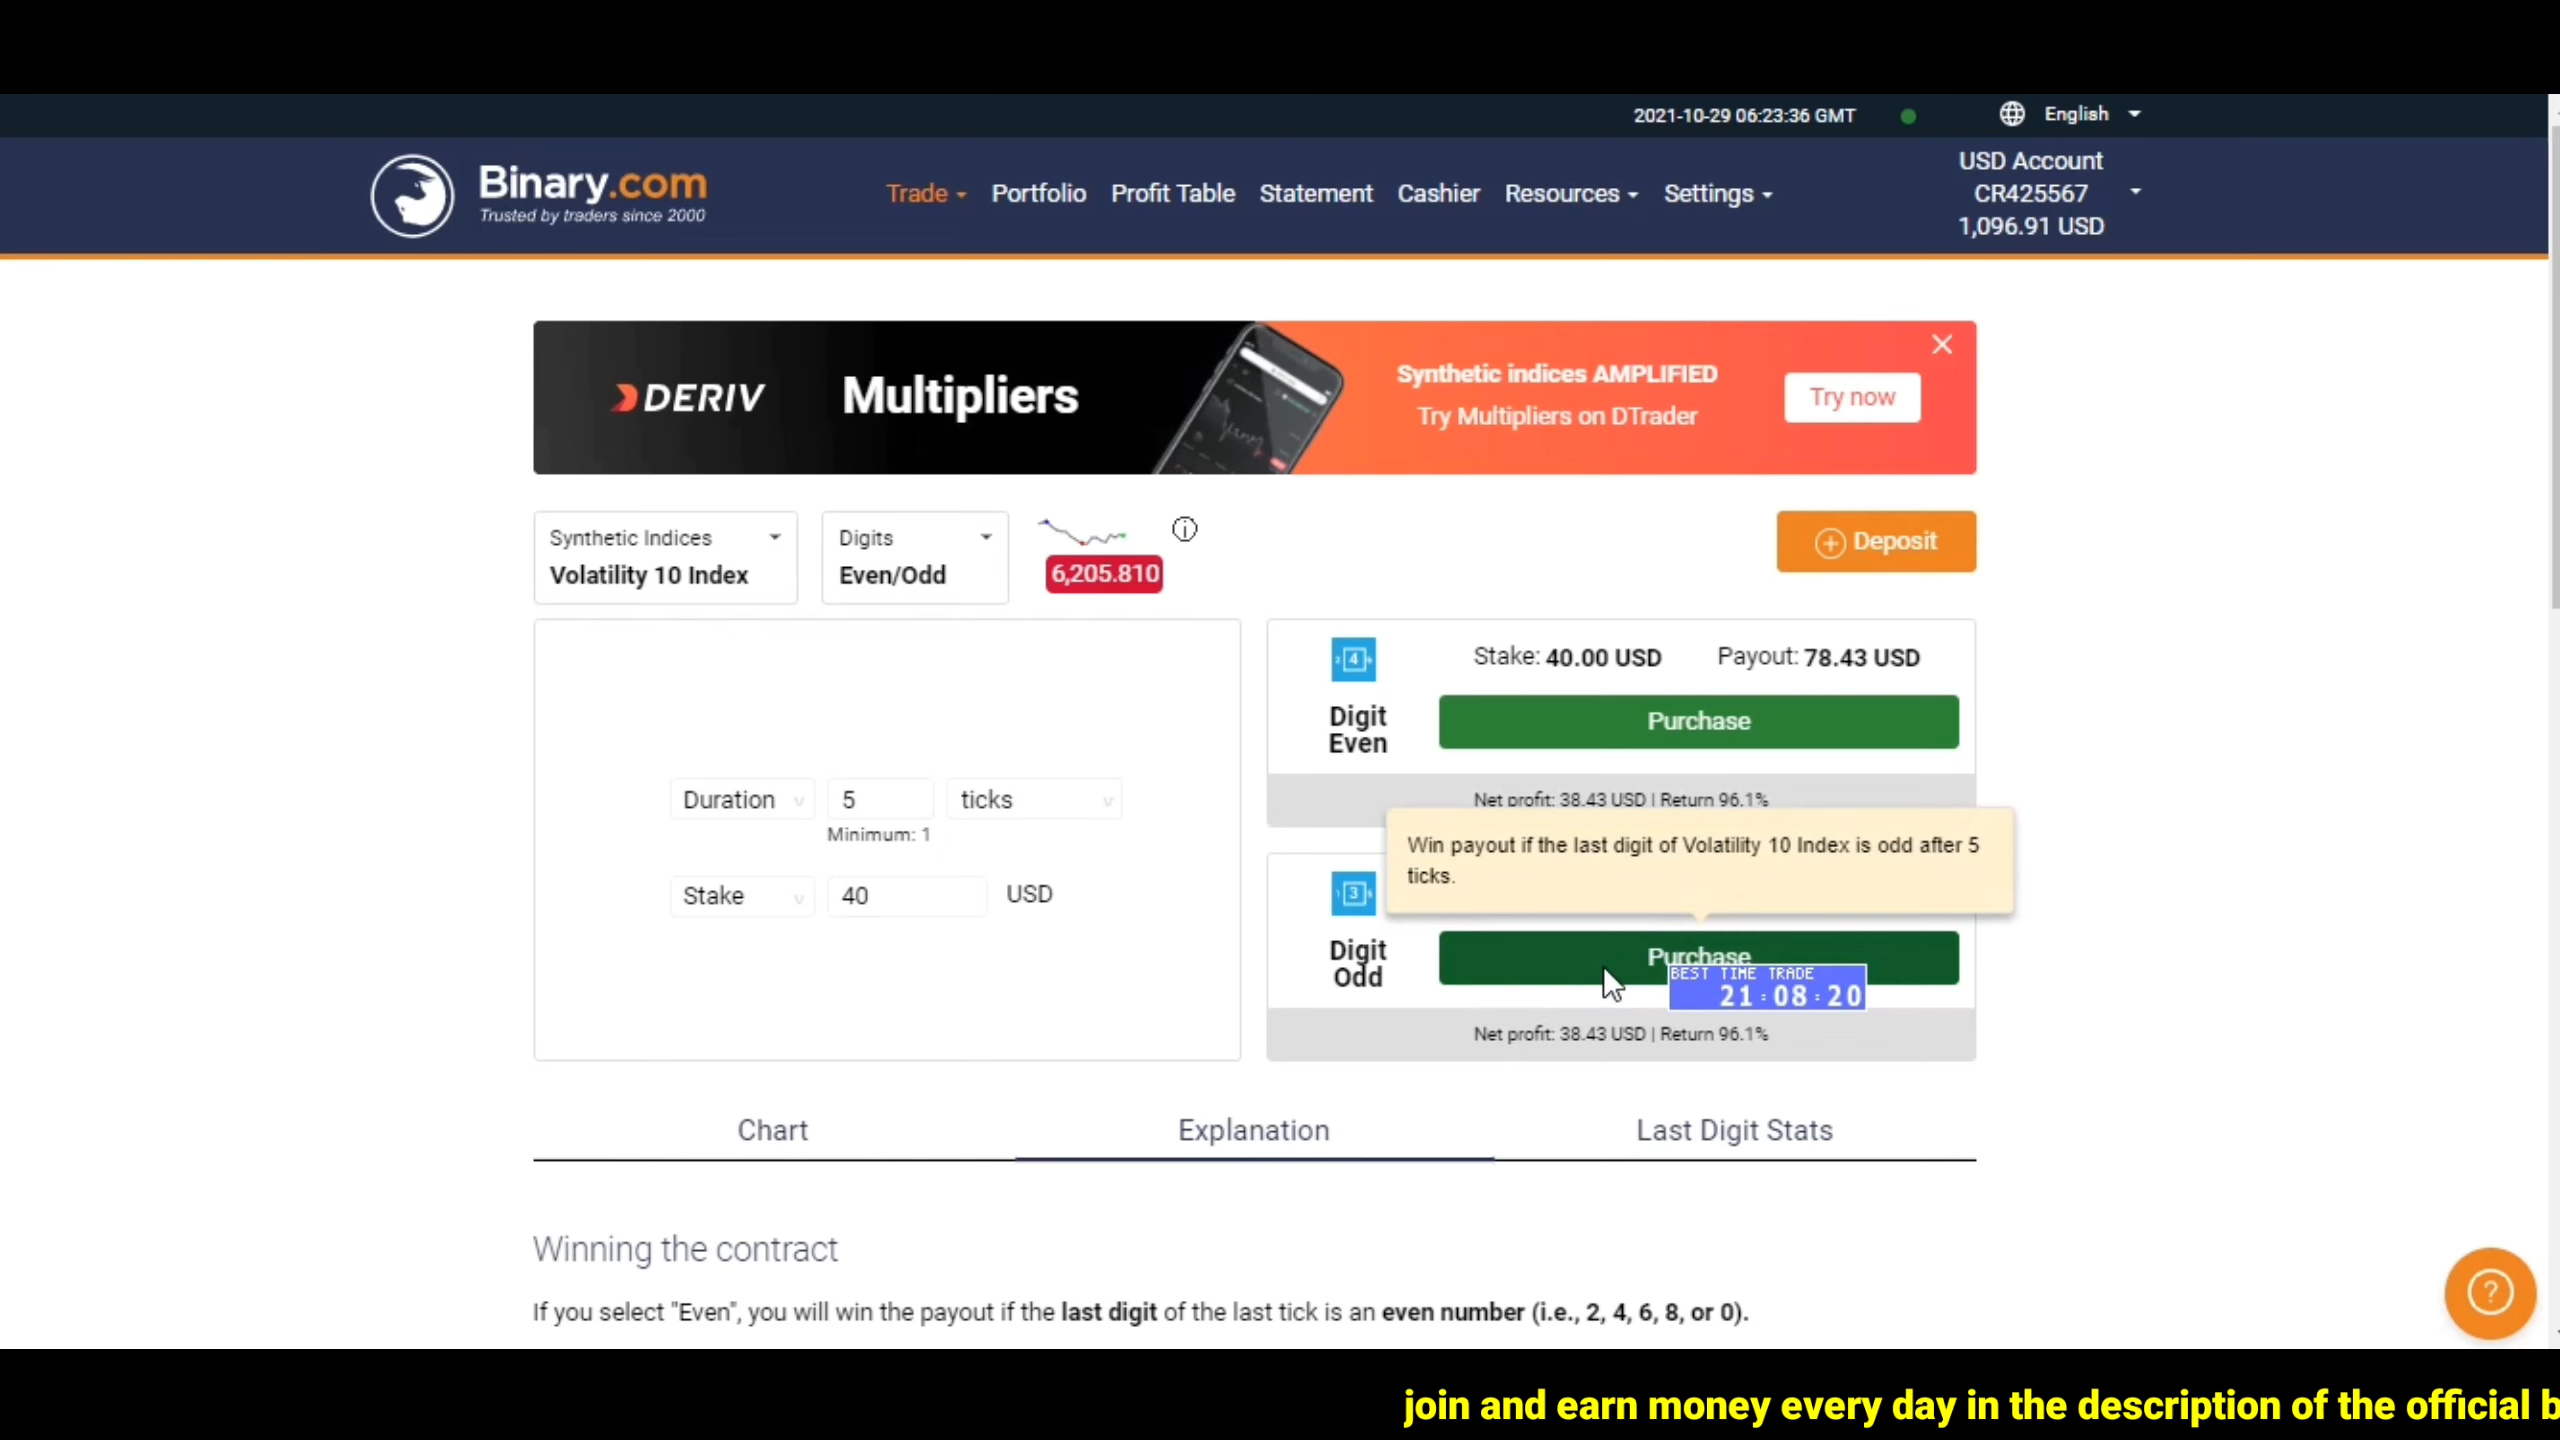 2021-10-29 06:23:36 GMT
English
Binary.com
Trusted by traders since 2000
Trade
Portfolio
Profit Table
Statement
Cashier
Resources
Settings
USD Account
CR425567
1,096.91 USD
DERIV
Multipliers
Synthetic indices AMPLIFIED
Try Multipliers on DTrader
Try now
Synthetic Indices
Volatility 10 Index
Digits
Even/Odd
6,205.810
Deposit
Duration
5
ticks
Minimum: 1
Stake
40
USD
4
Stake: 40.00 USD
Payout: 78.43 USD
Digit
Even
Purchase
Net profit: 38.43 USD | Return 96.1%
Win payout if the last digit of Volatility 10 Index is odd after 5
ticks.
3
Digit
Odd
Purchase
BEST TIME TRADE
21:08:20
Net profit: 38.43 USD | Return 96.1%
Chart
Explanation
Last Digit Stats
Winning the contract
If you select "Even", you will win the payout if the last digit of the last tick is an even number (i.e., 2, 4, 6, 8, or 0).
?
join and earn money every day in the description of the official